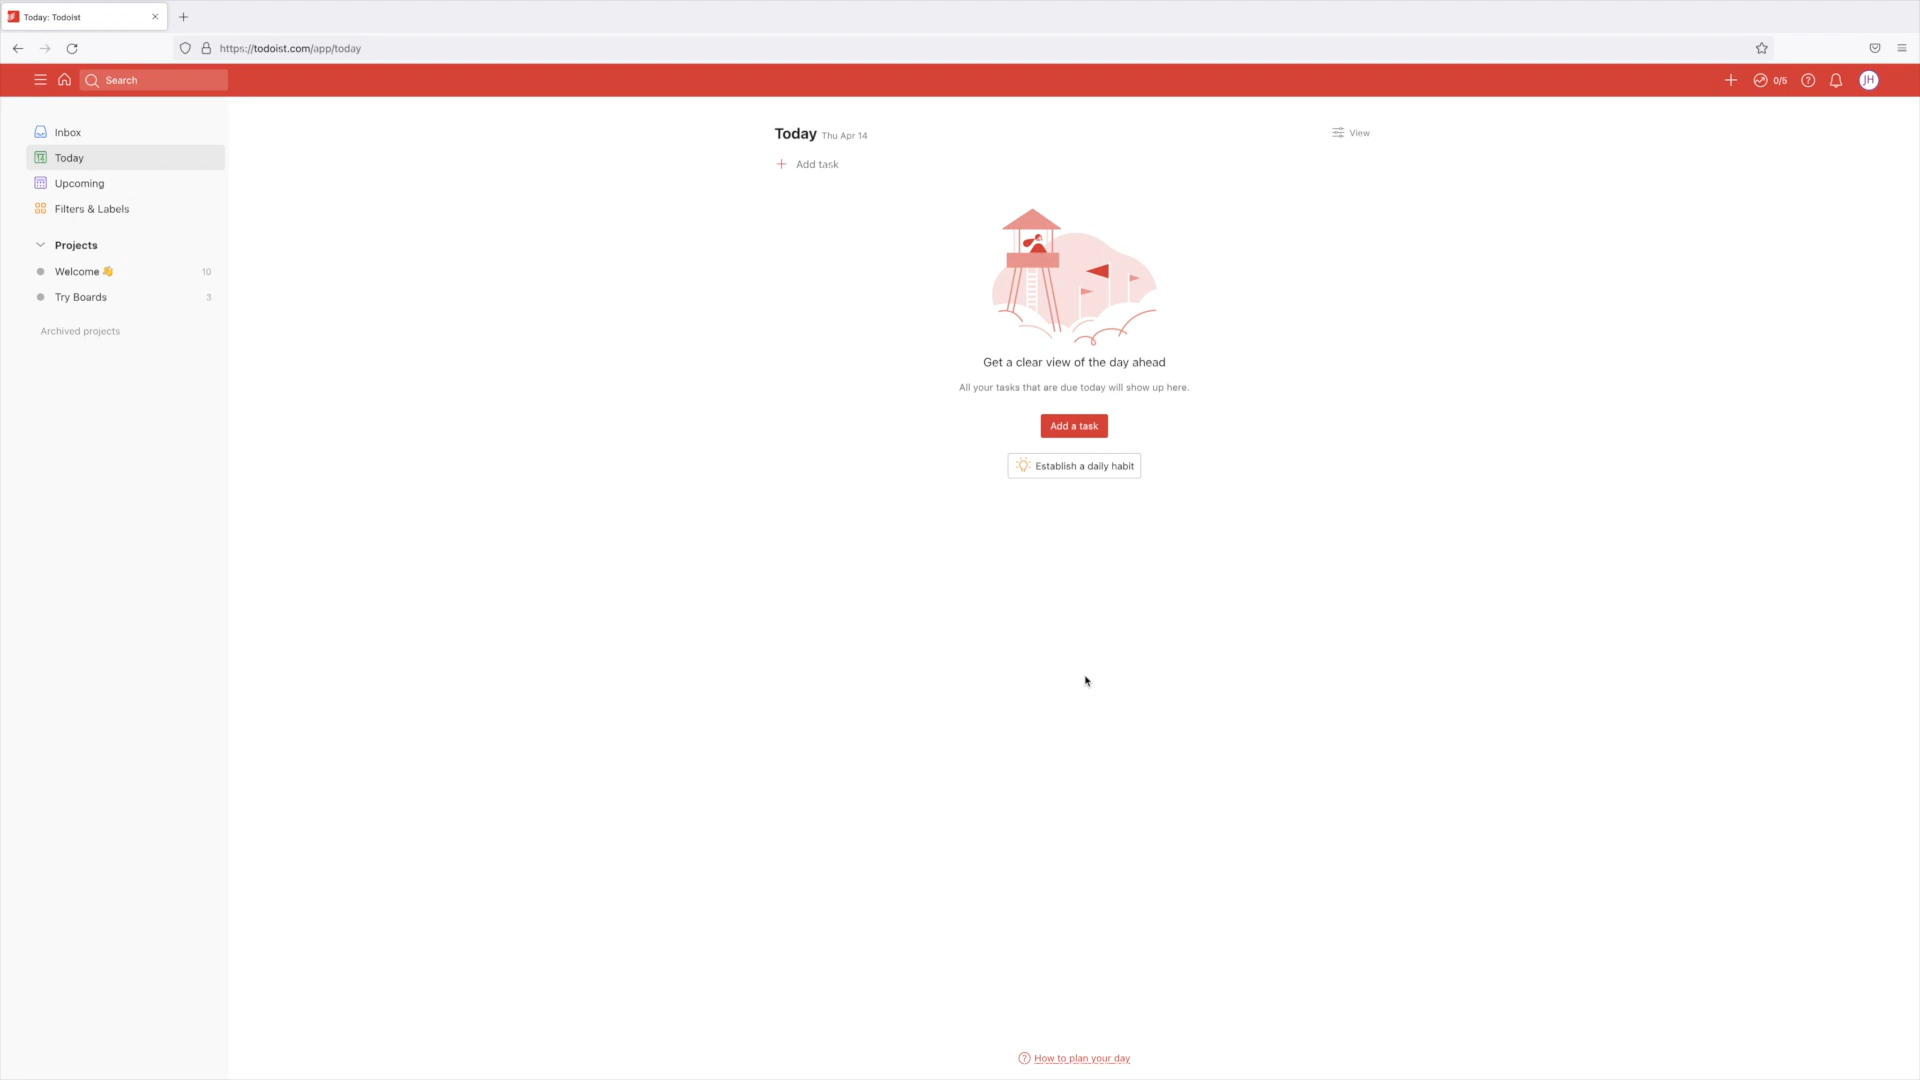 Today: Todoist
https://todoist.com/app/today
Search
0/5
JH
Inbox
14 Today
Upcoming
Filters & Labels
Projects
Welcome 👋 10
Try Boards 3
Archived projects
Today Thu Apr 14
View
Add task
Get a clear view of the day ahead
All your tasks that are due today will show up here.
Add a task
Establish a daily habit
How to plan your day